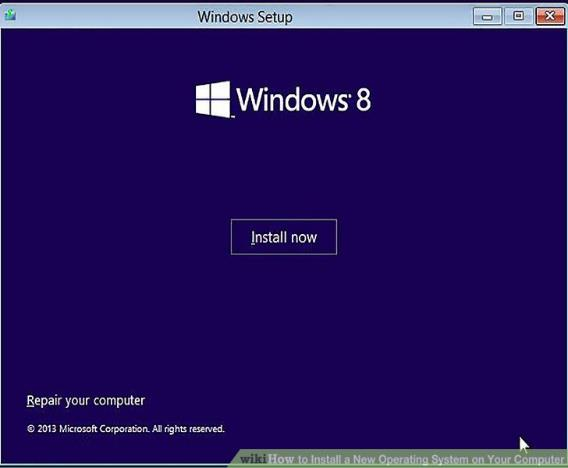 Windows Setup
Windows 8
Install now
Repair your computer
© 2013 Microsoft Corporation. All rights reserved.
wikiHow to Install a New Operating System on Your Computer